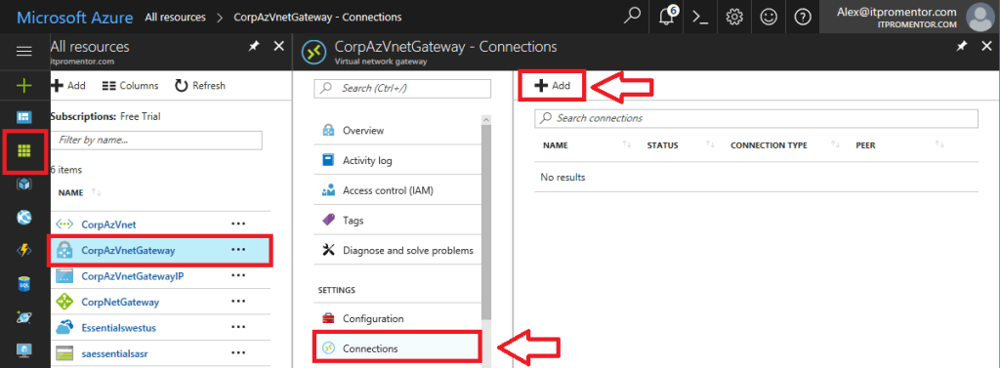 Microsoft Azure All resources > CorpAzVnetGateway - Connections
6
Alex@itpromentor.c...
ITPROMENTOR.COM
All resources
itpromentor.com
Add Columns Refresh
Subscriptions: Free Trial
Filter by name...
6 items
NAME
CorpAzVnet
CorpAzVnetGateway
CorpAzVnetGatewayIP
CorpNetGateway
Essentialswestus
saessentialsasr
CorpAzVnetGateway - Connections
Virtual network gateway
Search (Ctrl+/)
Overview
Activity log
Access control (IAM)
Tags
Diagnose and solve problems
SETTINGS
Configuration
Connections
Add
Search connections
NAME STATUS CONNECTION TYPE PEER
No results